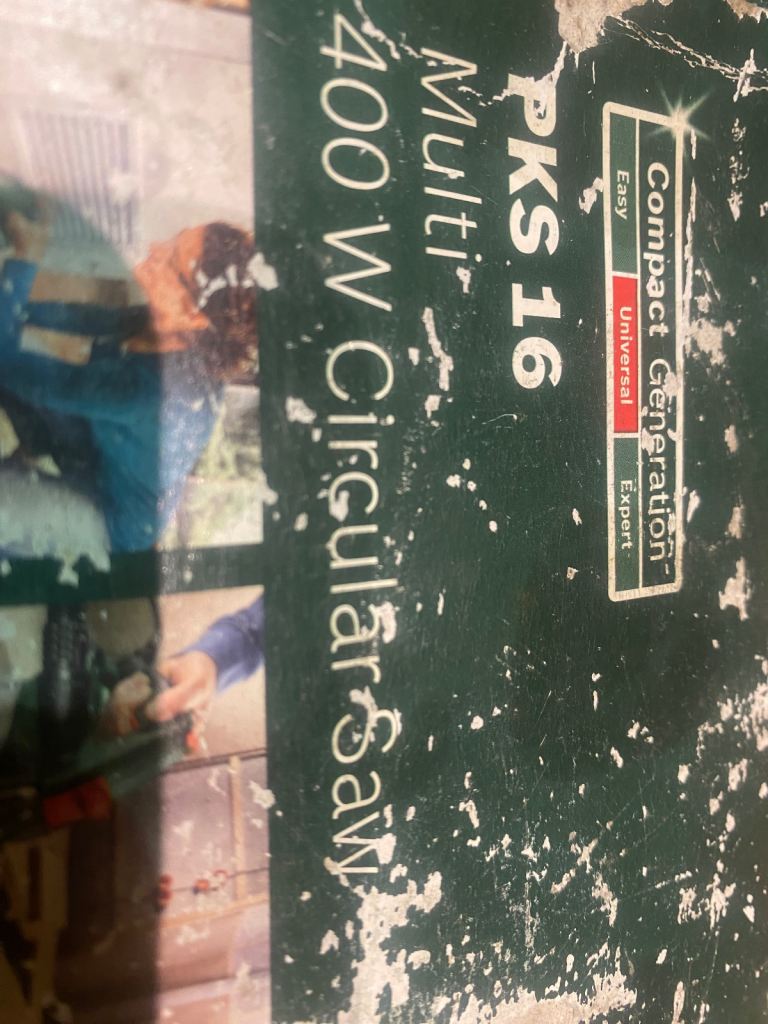 Compact Generation
Easy Universal Expert
PKS 16
Multi
400 W Circular Saw